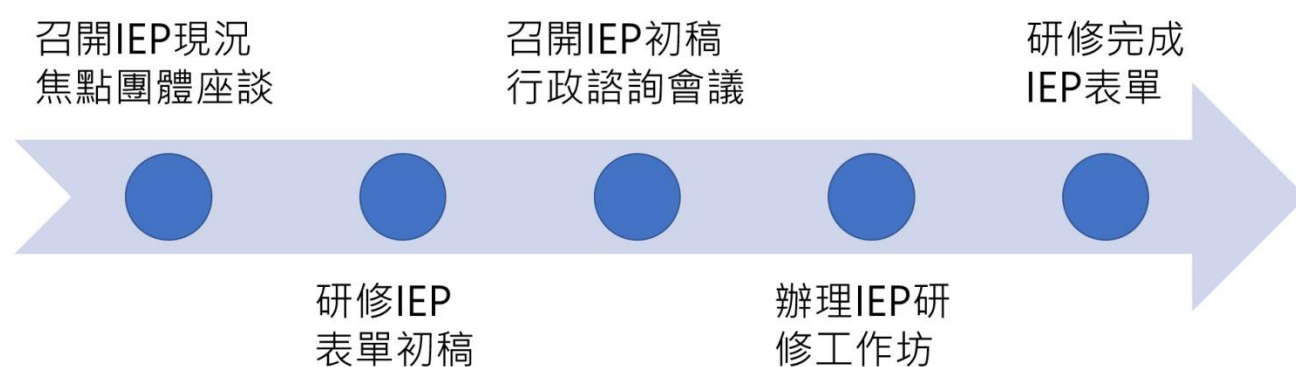 召開IEP現況
焦點團體座談
研修IEP
表單初稿
召開IEP初稿
行政諮詢會議
辦理IEP研
修工作坊
研修完成
IEP表單